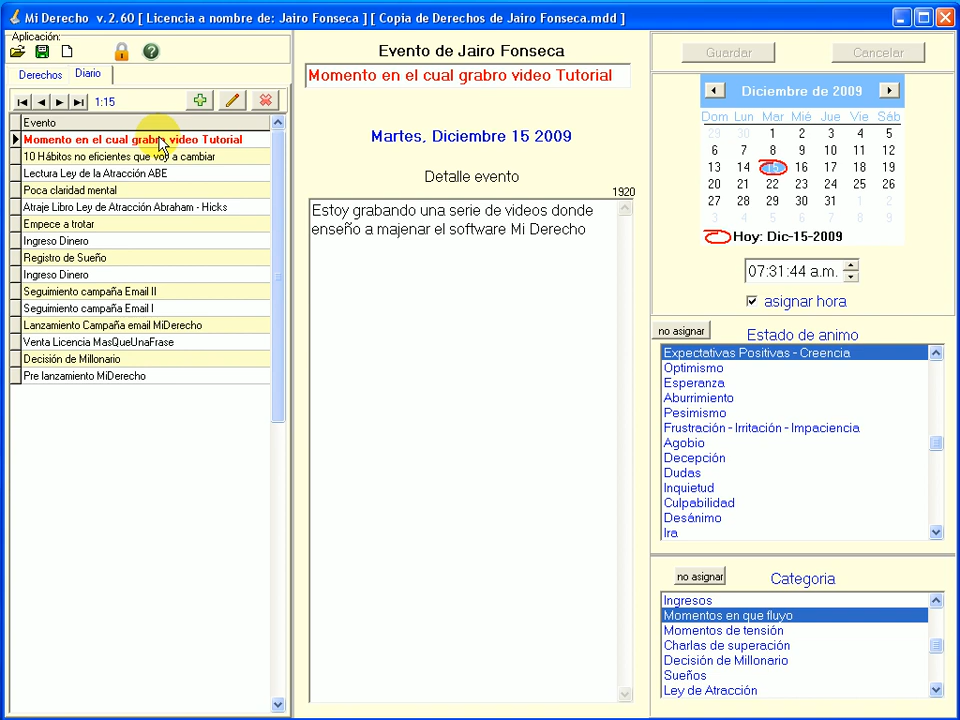 Mi Derecho v.2.60 [ Licencia a nombre de: Jairo Fonseca ] [ Copia de Derechos de Jairo Fonseca.mdd ]
Aplicación:
Derechos
Diario
1:15
Evento
Momento en el cual grabro video Tutorial
10 Hábitos no eficientes que voy a cambiar
Lectura Ley de la Atracción ABE
Poca claridad mental
Atraje Libro Ley de Atracción Abraham - Hicks
Empece a trotar
Ingreso Dinero
Registro de Sueño
Ingreso Dinero
Seguimiento campaña Email II
Seguimiento campaña Email I
Lanzamiento Campaña email MiDerecho
Venta Licencia MasQueUnaFrase
Decisión de Millonario
Pre lanzamiento MiDerecho
Evento de Jairo Fonseca
Momento en el cual grabro video Tutorial
Martes, Diciembre 15 2009
Detalle evento
1920
Estoy grabando una serie de videos donde
enseño a majenar el software Mi Derecho
Guardar
Cancelar
Diciembre de 2009
Dom Lun Mar Mié Jue Vie Sáb
29 30 1 2 3 4 5
6 7 8 9 10 11 12
13 14 15 16 17 18 19
20 21 22 23 24 25 26
27 28 29 30 31 1 2
3 4 5 6 7 8 9
Hoy: Dic-15-2009
07:31:44 a.m.
asignar hora
no asignar
Estado de animo
Expectativas Positivas - Creencia
Optimismo
Esperanza
Aburrimiento
Pesimismo
Frustración - Irritación - Impaciencia
Agobio
Decepción
Dudas
Inquietud
Culpabilidad
Desánimo
Ira
no asignar
Categoria
Ingresos
Momentos en que fluyo
Momentos de tensión
Charlas de superación
Decisión de Millonario
Sueños
Ley de Atracción